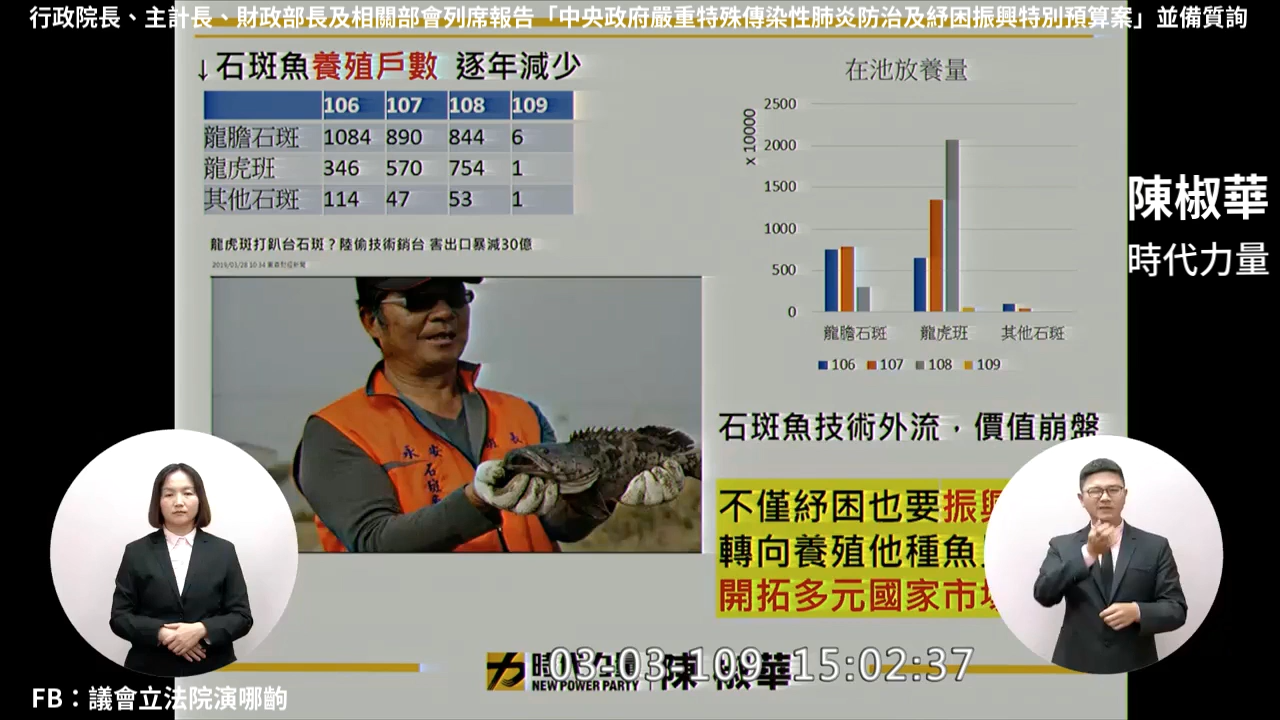 行政院長、主計長、財政部長及相關部會列席報告「中央政府嚴重特殊傳染性肺炎防治及紓困振興特別預算案」並備質詢
↓石斑魚養殖戶數 逐年減少
106 107 108 109
龍膽石斑 1084 890 844 6
龍虎班 346 570 754 1
其他石斑 114 47 53 1
龍虎斑打趴台石斑？陸偷技術銷台 害出口暴減30億
永安 班長
石斑
在池放養量
x 10000
2500
2000
1500
1000
500
0
龍膽石斑 龍虎班 其他石斑
106 107 108 109
石斑魚技術外流，價值崩盤
不僅紓困也要振興
轉向養殖他種魚
開拓多元國家市場
陳椒華
時代力量
時代力量 陳椒華
NEW POWER PARTY
03-03-109 15:02:37
FB：議會立法院演哪齣